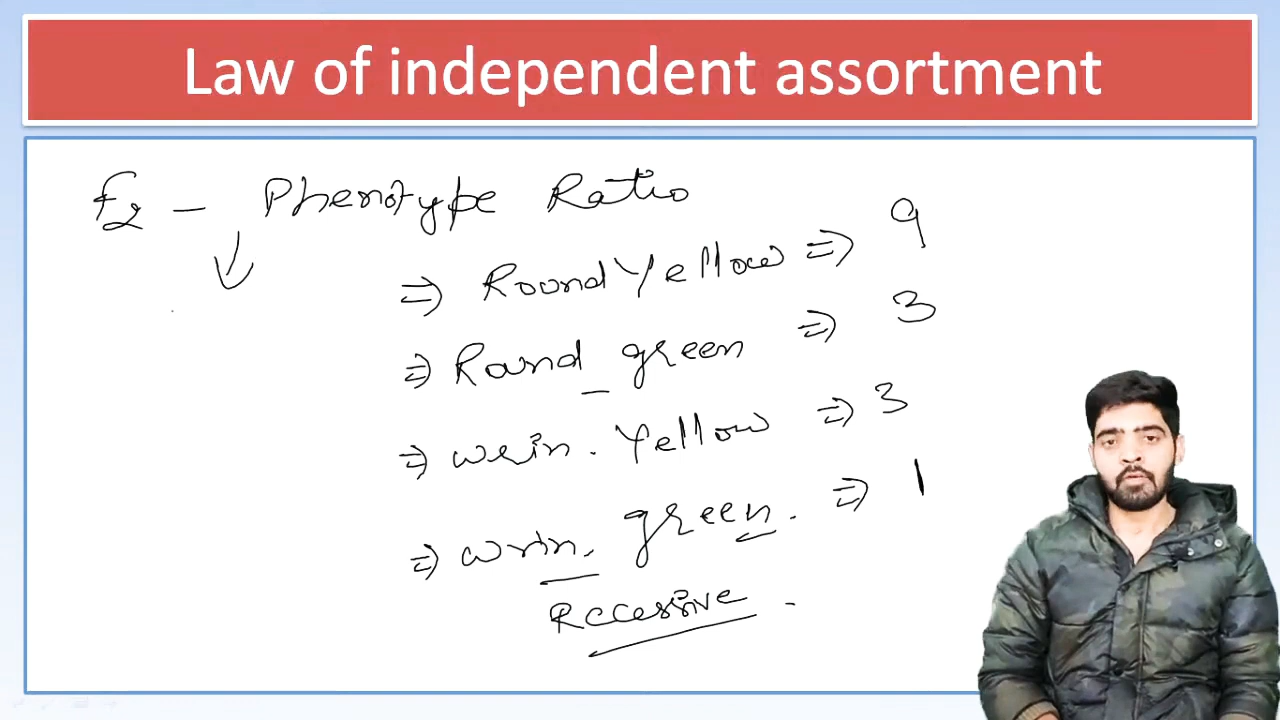 Law of independent assortment
F2 - Phenotype Ratio
⇒ Round Yellow ⇒ 9
⇒ Round green ⇒ 3
⇒ wrin. Yellow ⇒ 3
⇒ wrin. green. ⇒ 1
Recessive.